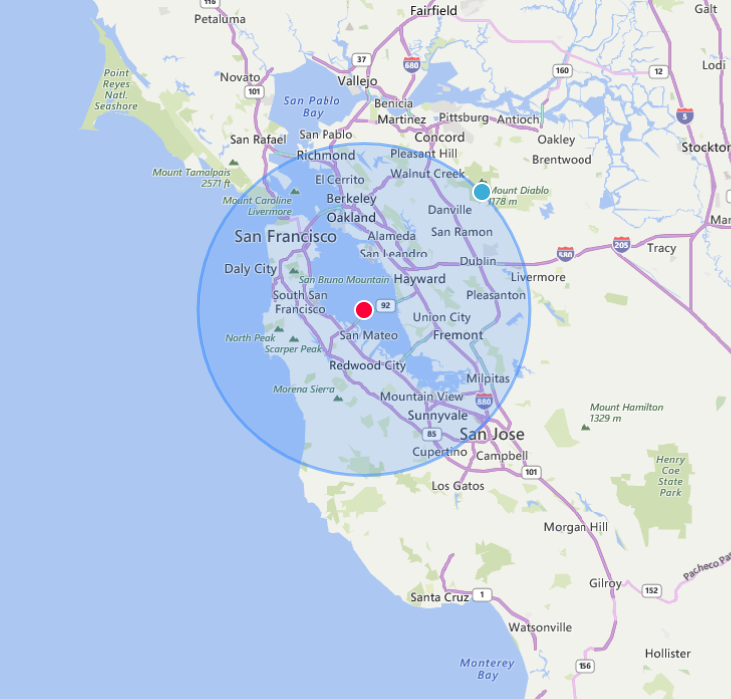 116
Petaluma
Fairfield
Galt
Point
Reyes
Natl.
Seashore
Novato
101
37
Vallejo
680
160
12
Lodi
San Pablo
Bay
Benicia
Martinez
Pittsburg
Antioch
5
San Rafael
San Pablo
Concord
Oakley
Stockton
Richmond
Pleasant Hill
Brentwood
Mount Tamalpais
2571 ft
El Cerrito
Walnut Creek
Mount Caroline
Livermore
Berkeley
Mount Diablo
1178 m
Oakland
Danville
San Francisco
Alameda
San Ramon
Man
San Leandro
205
Tracy
Daly City
San Bruno Mountain
Hayward
Dublin
580
Livermore
South San
Francisco
92
Pleasanton
Union City
North Peak
San Mateo
Fremont
Scarper Peak
Redwood City
Morena Sierra
Milpitas
Mountain View
880
Mount Hamilton
1329 m
Sunnyvale
85
San Jose
Cupertino
Campbell
Henry
Coe
State
Park
101
Los Gatos
Morgan Hill
Pacheco Pa
Gilroy
152
Santa Cruz
1
Watsonville
Hollister
Monterey
Bay
156